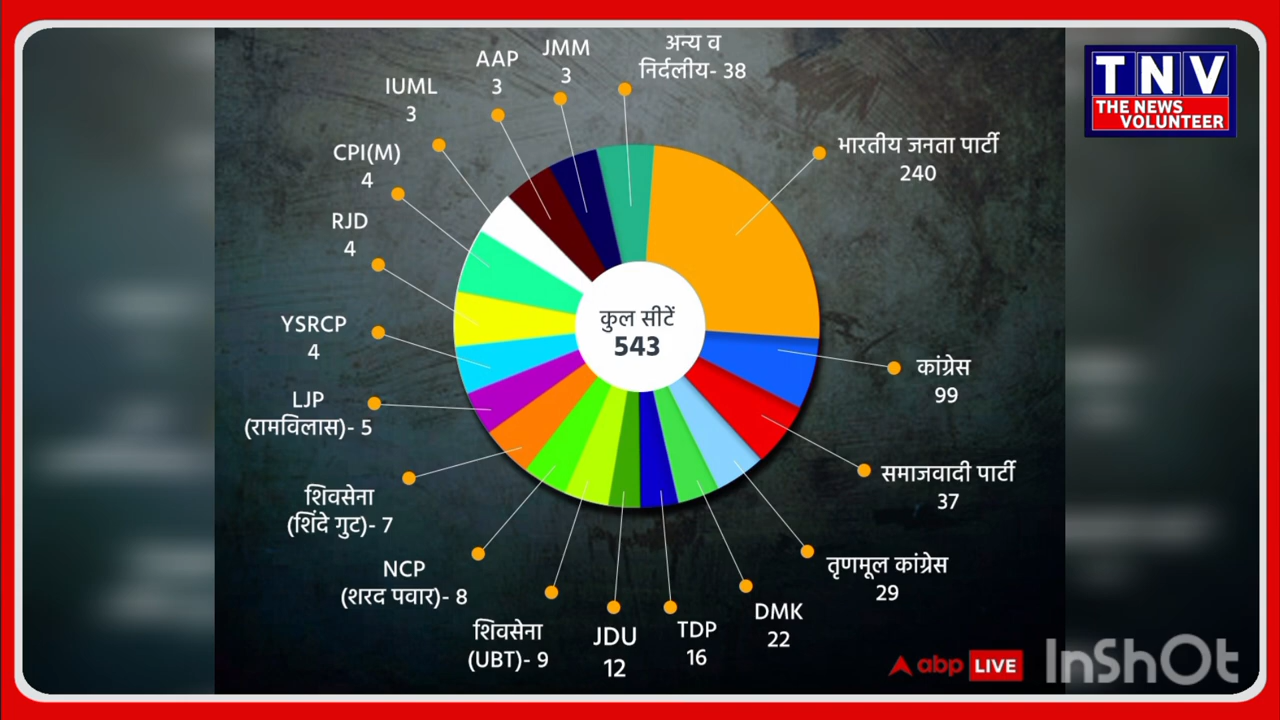 JMM
3
अन्य व
निर्दलीय- 38
AAP
3
IUML
3
CPI(M)
4
RJD
4
YSRCP
4
LJP
(रामविलास)- 5
शिवसेना
(शिंदे गुट)- 7
NCP
(शरद पवार)- 8
शिवसेना
(UBT)- 9
JDU
12
TDP
16
DMK
22
तृणमूल कांग्रेस
29
समाजवादी पार्टी
37
कांग्रेस
99
भारतीय जनता पार्टी
240
कुल सीटें
543
TNV
THE NEWS
VOLUNTEER
abp LIVE
InShOt